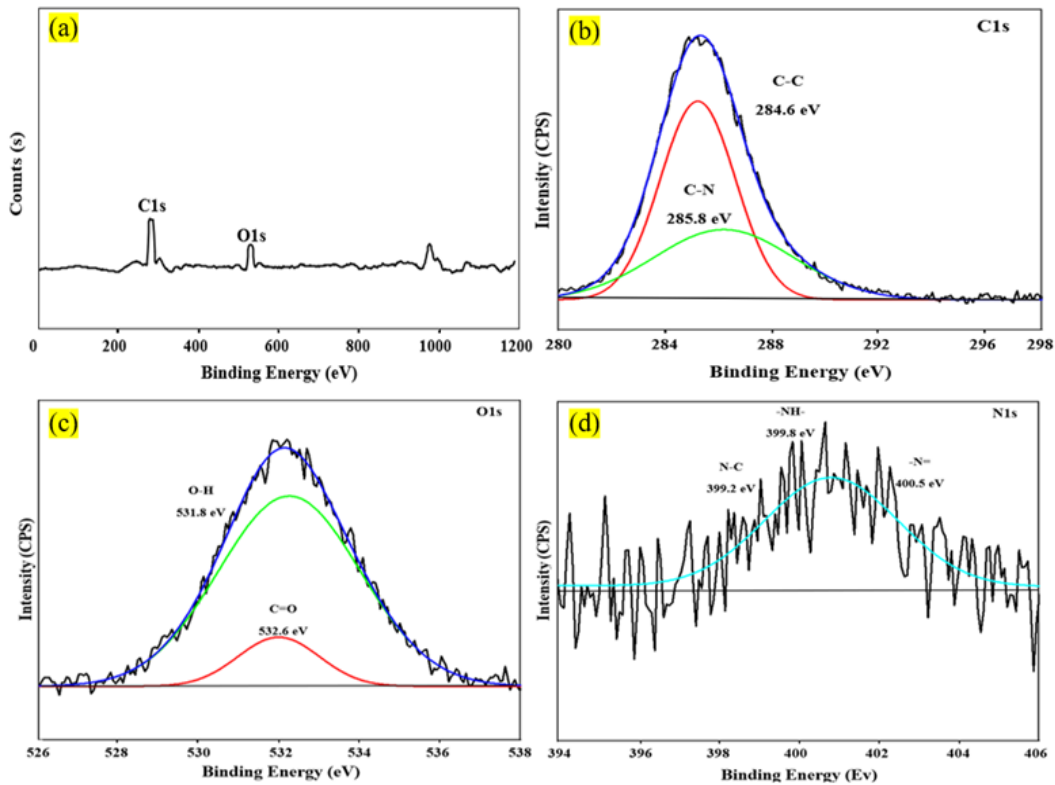 (a)
C1s
O1s
Counts (s)
0 200 400 600 800 1000 1200
Binding Energy (eV)
(b)
C1s
C-C
284.6 eV
C-N
285.8 eV
Intensity (CPS)
280 284 288 292 296 298
Binding Energy (eV)
(c)
O1s
O-H
531.8 eV
C=O
532.6 eV
Intensity (CPS)
526 528 530 532 534 536 538
Binding Energy (eV)
(d)
N1s
-NH-
399.8 eV
N-C
399.2 eV
-N=
400.5 eV
Intensity (CPS)
394 396 398 400 402 404 406
Binding Energy (Ev)